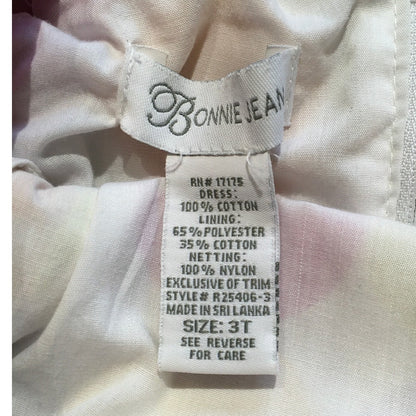 BONNIE JEAN
RN# 17175
DRESS:
100% COTTON
LINING:
65% POLYESTER
35% COTTON
NETTING:
100% NYLON
EXCLUSIVE OF TRIM
STYLE# R25406-3
MADE IN SRI LANKA
SIZE: 3T
SEE REVERSE
FOR CARE